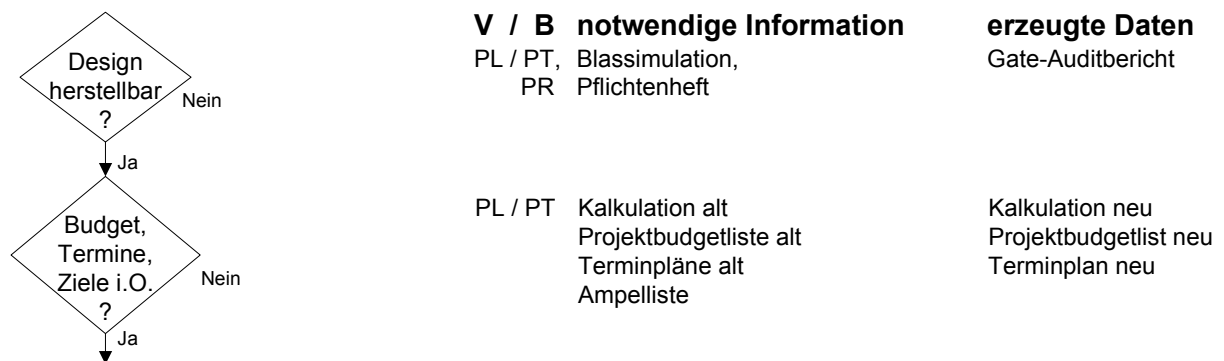 V / B notwendige Information erzeugte Daten
Design
herstellbar
?
Nein
Ja
PL / PT, Blassimulation, Gate-Auditbericht
PR Pflichtenheft
Budget,
Termine,
Ziele i.O.
?
Nein
Ja
PL / PT Kalkulation alt Kalkulation neu
Projektbudgetliste alt Projektbudgetlist neu
Terminpläne alt Terminplan neu
Ampelliste